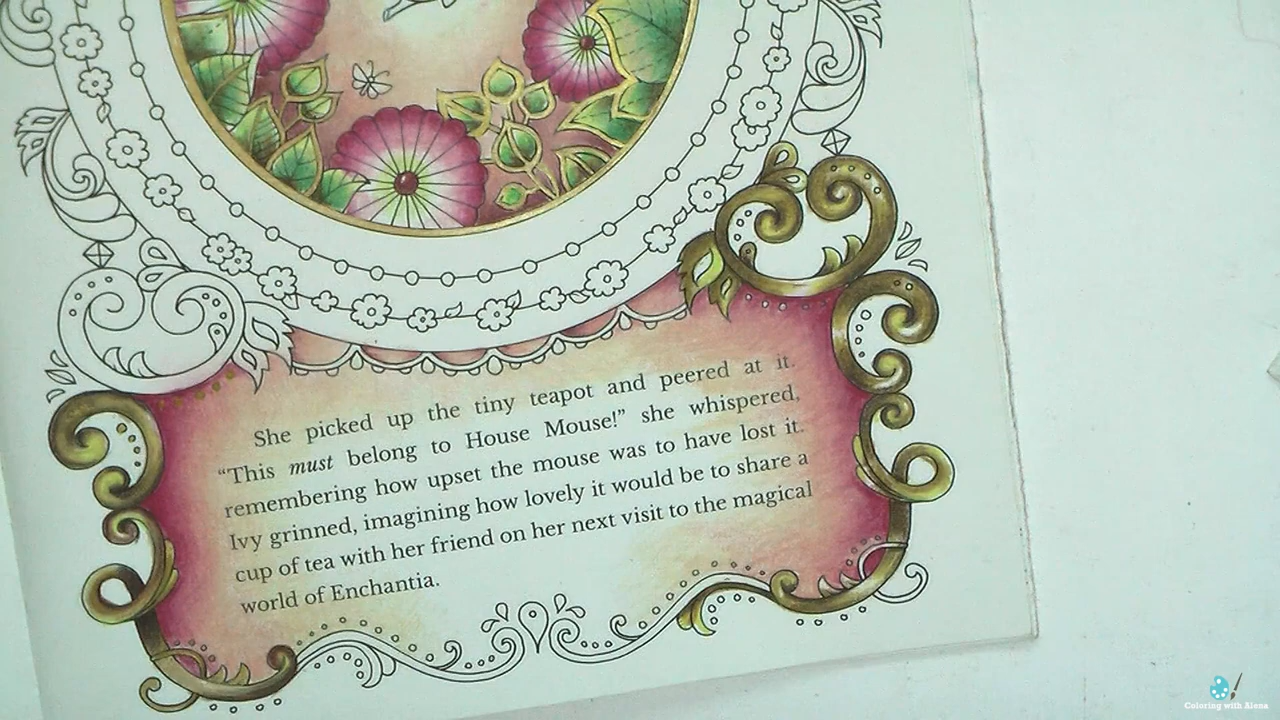 She picked up the tiny teapot and peered at it.
“This must belong to House Mouse!” she whispered,
remembering how upset the mouse was to have lost it.
Ivy grinned, imagining how lovely it would be to share a
cup of tea with her friend on her next visit to the magical
world of Enchantia.
Coloring with Alena